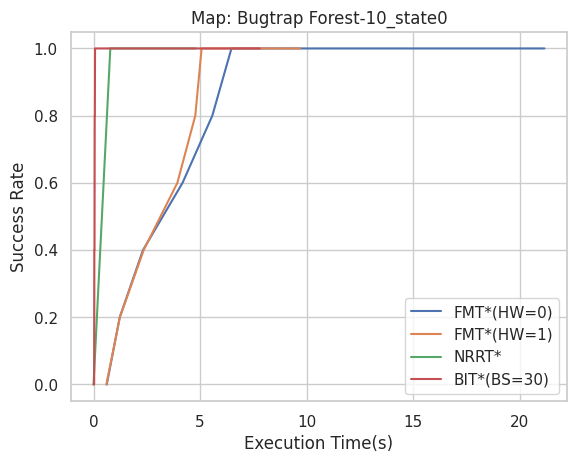 Map: Bugtrap Forest-10_state0
Success Rate
1.0
0.8
0.6
0.4
0.2
0.0
0
5
10
15
20
Execution Time(s)
FMT*(HW=0)
FMT*(HW=1)
NRRT*
BIT*(BS=30)